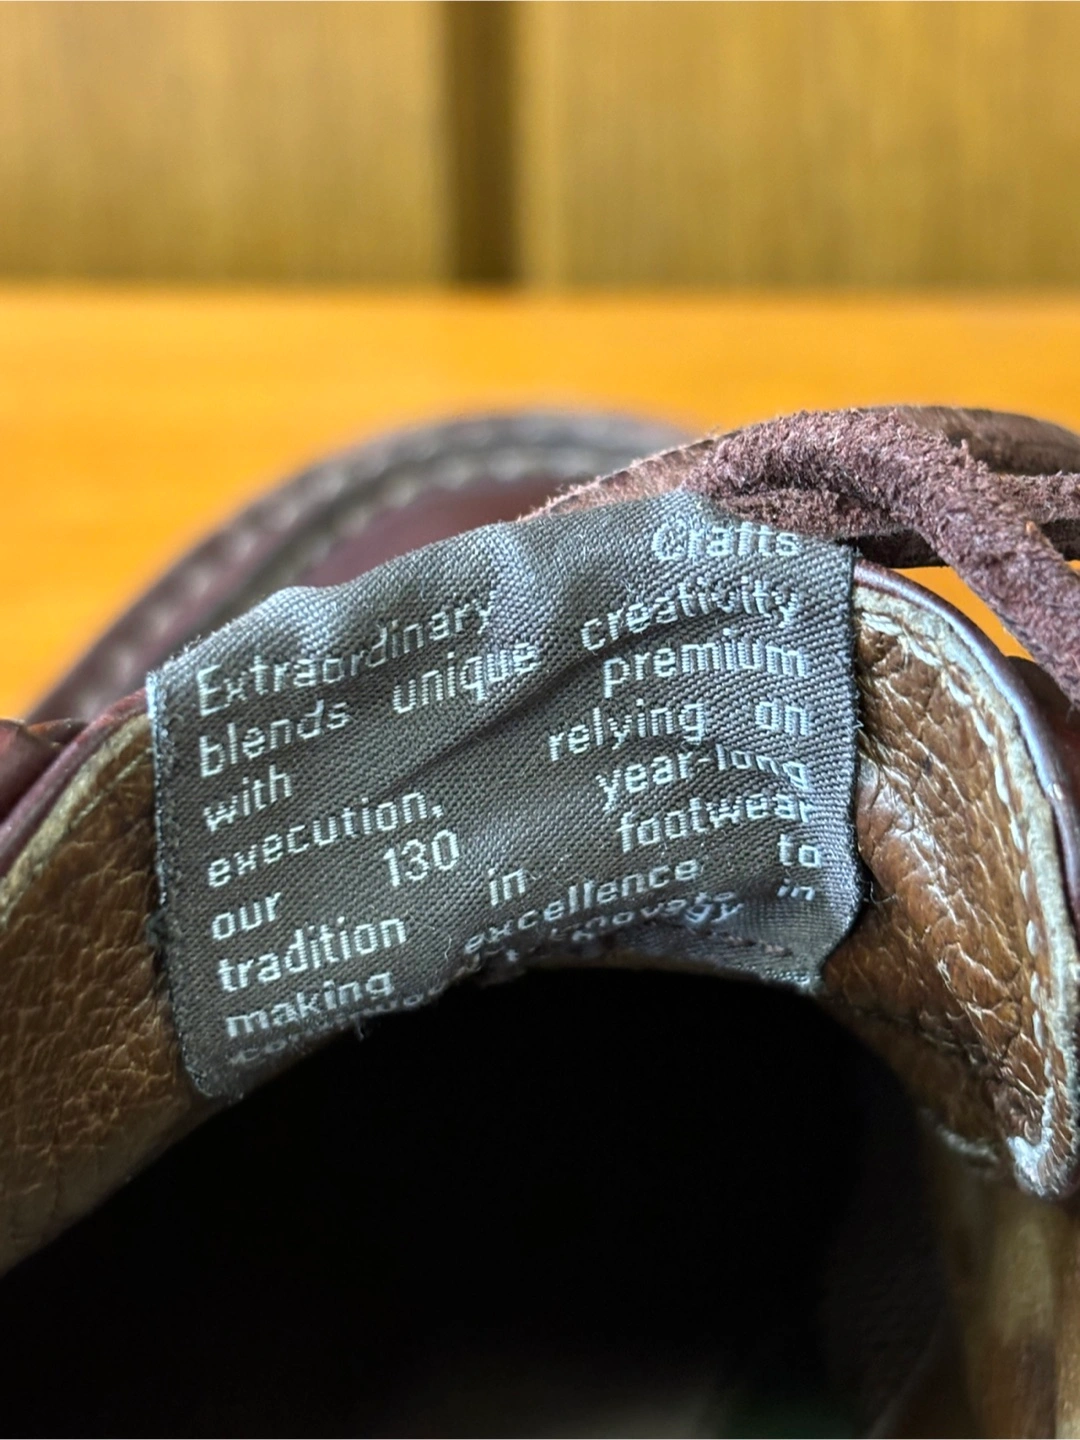 Extraordinary Crafts
blends unique creativity
with premium
execution, relying on
our 130 year-long
tradition in footwear
making excellence to
innovate in